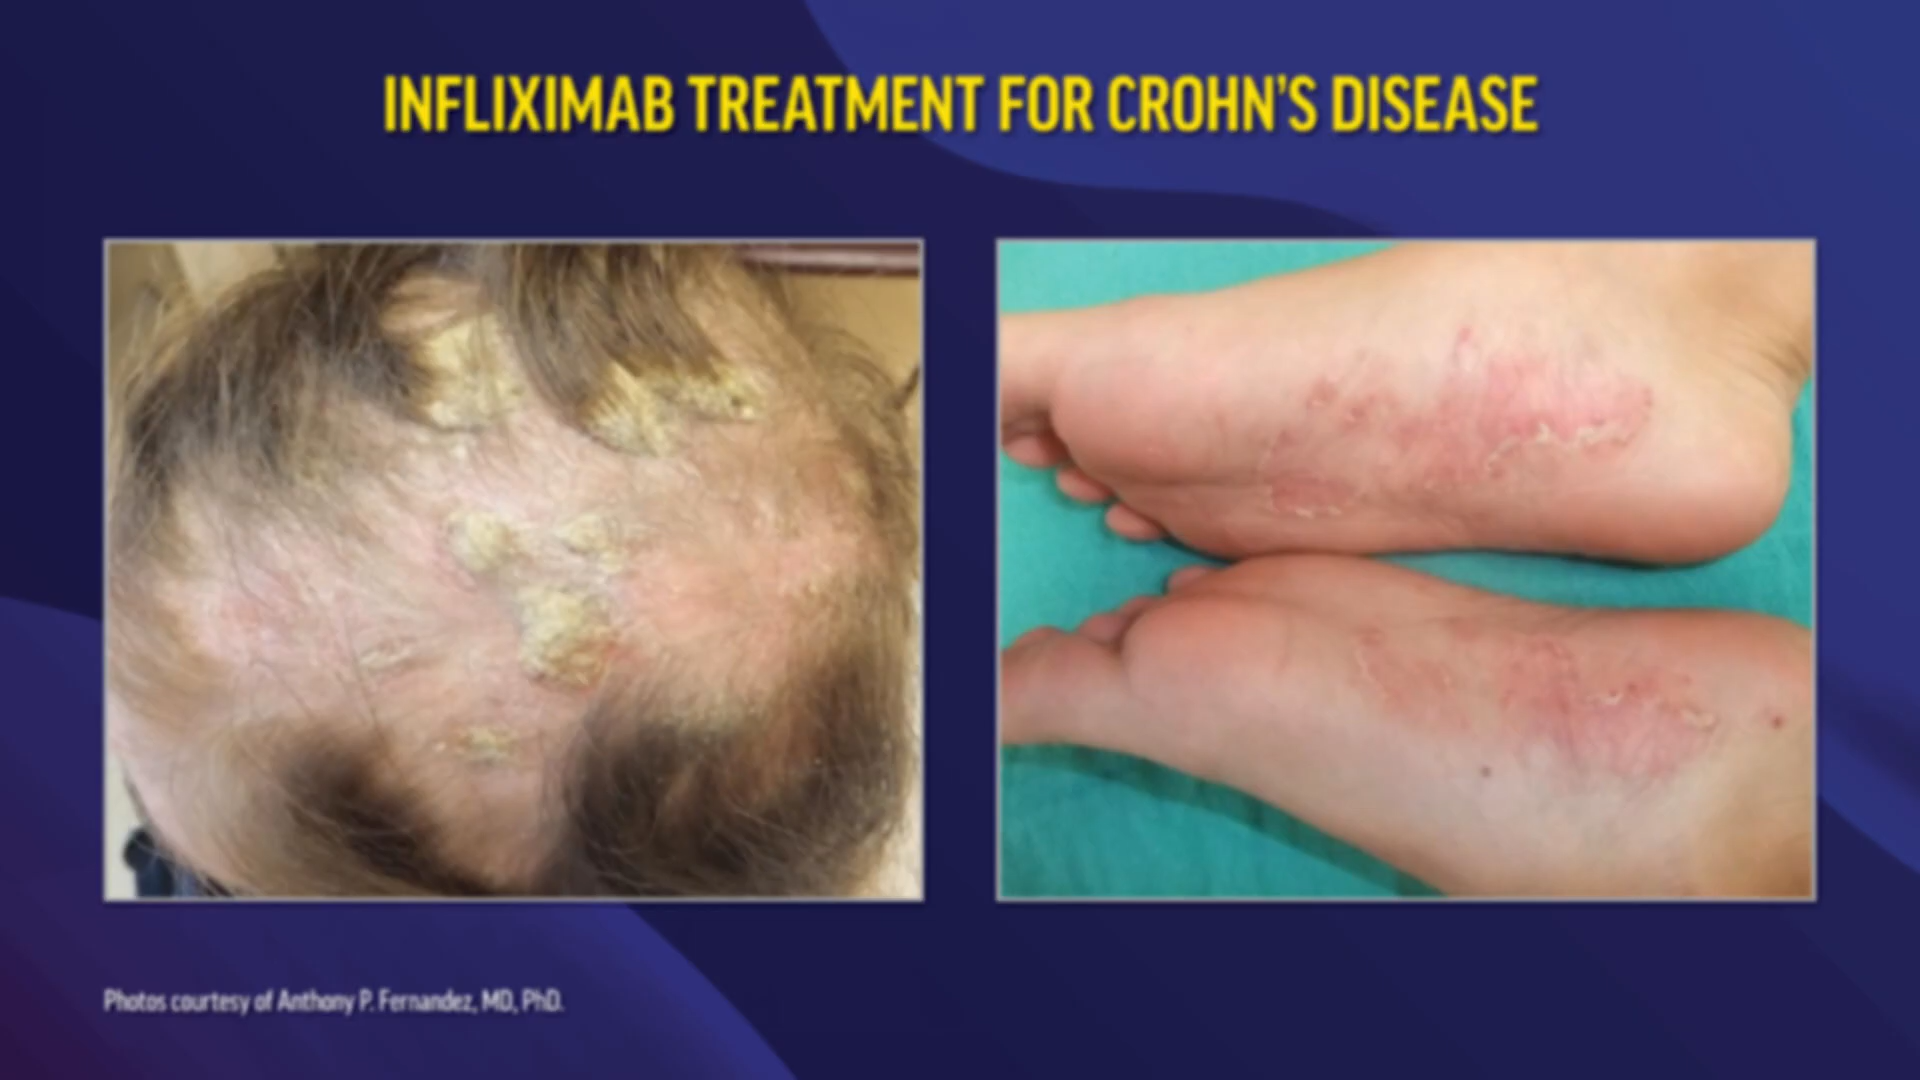 INFLIXIMAB TREATMENT FOR CROHN'S DISEASE
Photos courtesy of Anthony P. Fernandez, MD, PhD.